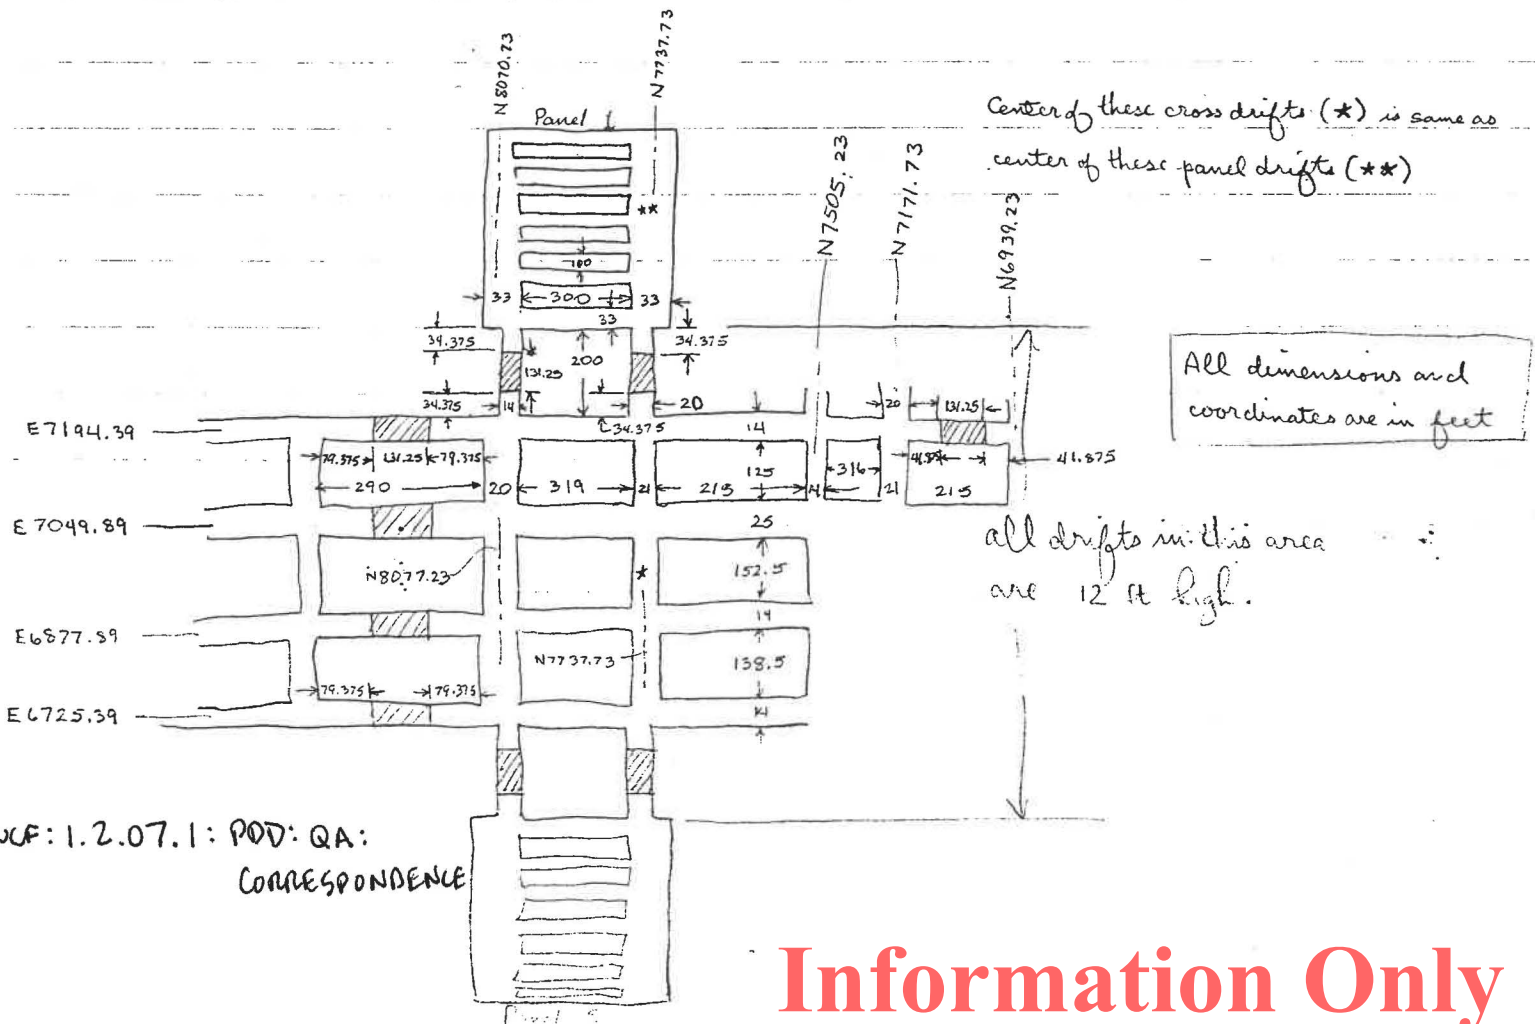 N8070.23
N7737.73
Panel
Center of these cross drifts (★) is same as
center of these panel drifts (★★)
N7505.23
N7171.73
N6939.23
★★
100
33 300 33
33
34.375
34.375
200
131.25
All dimensions and
coordinates are in feet
34.375
14
20
20
131.25
34.375
E7194.39
14
79.375 131.25 79.375
125
316
41.875
41.875
290 20 319 21 215 14 21 215
25
E7049.89
all drifts in this area
are 12 ft high.
N8077.23
★
152.5
E6877.89
14
N7737.73
138.5
79.375 79.375
E6725.39
14
: 1.2.07.1: POD: QA:
CORRESPONDENCE
Information Only